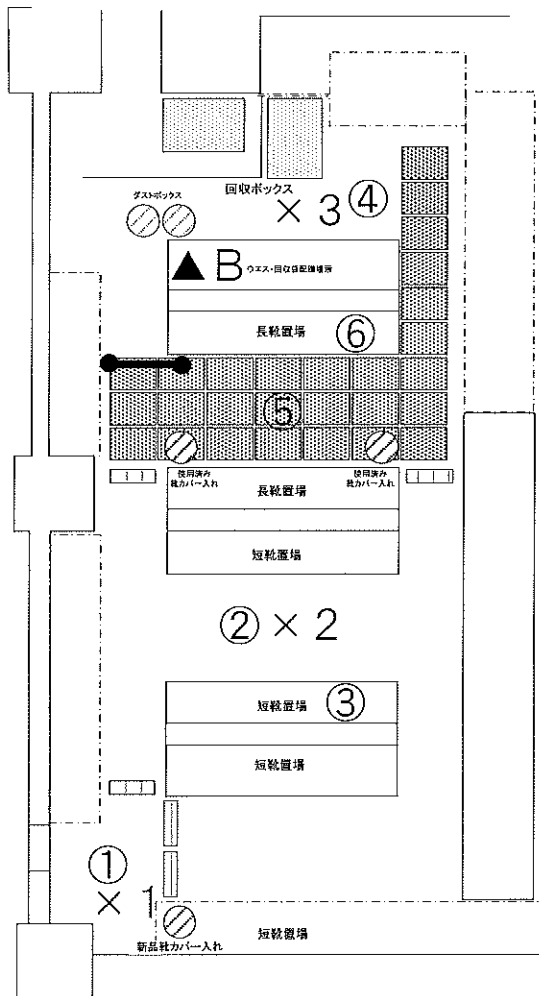 回収ボックス
ダストボックス
× 3 ④
▲ B ウエス・回収袋配備場所
長靴置場 ⑥
⑤
使用済み
靴カバー入れ
使用済み
靴カバー入れ
長靴置場
短靴置場
② × 2
短靴置場 ③
短靴置場
①
× 1
新品靴カバー入れ
短靴置場